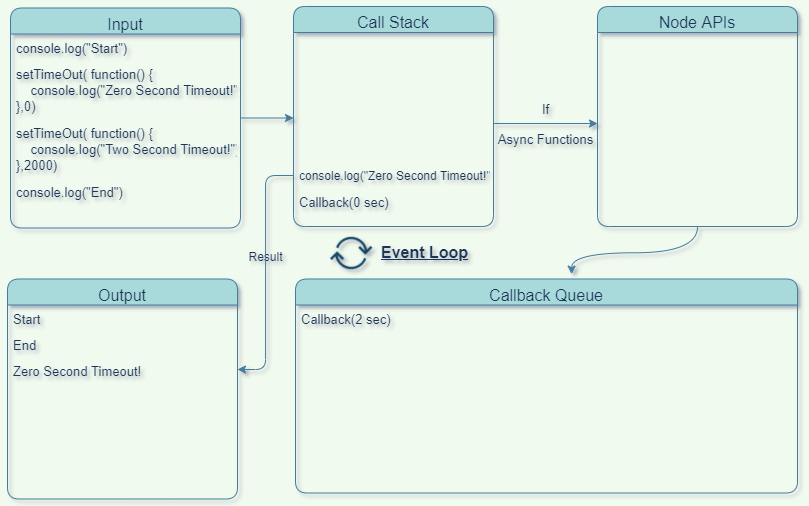 Input
console.log("Start")
setTimeOut( function() {
console.log("Zero Second Timeout!"
},0)
setTimeOut( function() {
console.log("Two Second Timeout!"
},2000)
console.log("End")
Call Stack
console.log("Zero Second Timeout!"
Callback(0 sec)
If
Async Functions
Node APIs
Result
Event Loop
Output
Start
End
Zero Second Timeout!
Callback Queue
Callback(2 sec)